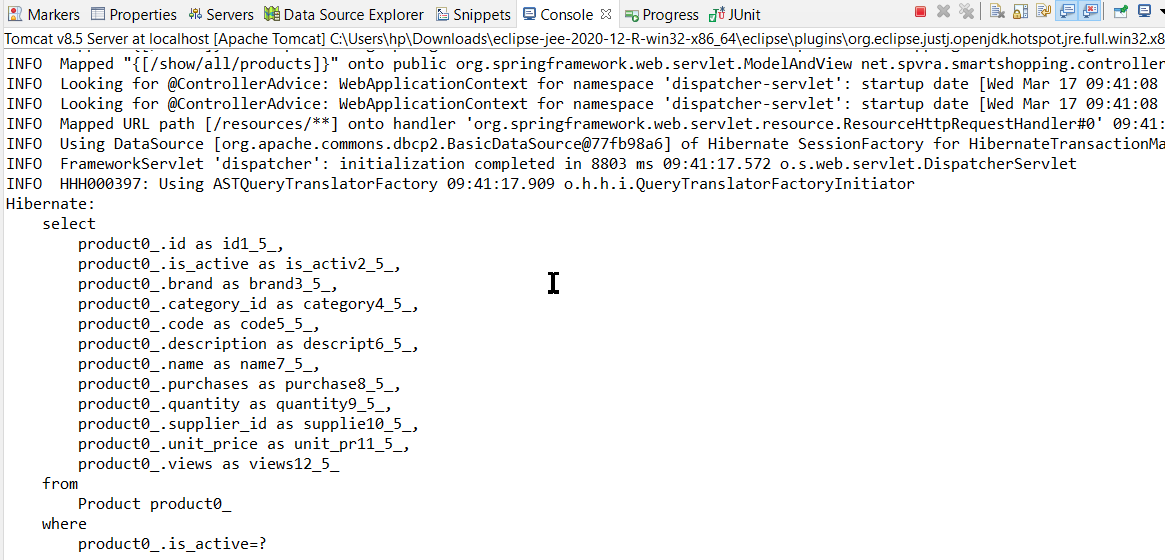 Markers Properties Servers Data Source Explorer Snippets Console Progress JUnit
Tomcat v8.5 Server at localhost [Apache Tomcat] C:\Users\hp\Downloads\eclipse-jee-2020-12-R-win32-x86_64\eclipse\plugins\org.eclipse.justj.openjdk.hotspot.jre.full.win32.x8
INFO Mapped "{[/show/all/products]}" onto public org.springframework.web.servlet.ModelAndView net.spvra.smartshopping.controller
INFO Looking for @ControllerAdvice: WebApplicationContext for namespace 'dispatcher-servlet': startup date [Wed Mar 17 09:41:08
INFO Looking for @ControllerAdvice: WebApplicationContext for namespace 'dispatcher-servlet': startup date [Wed Mar 17 09:41:08
INFO Mapped URL path [/resources/**] onto handler 'org.springframework.web.servlet.resource.ResourceHttpRequestHandler#0' 09:41:
INFO Using DataSource [org.apache.commons.dbcp2.BasicDataSource@77fb98a6] of Hibernate SessionFactory for HibernateTransactionMa
INFO FrameworkServlet 'dispatcher': initialization completed in 8803 ms 09:41:17.572 o.s.web.servlet.DispatcherServlet
INFO HHH000397: Using ASTQueryTranslatorFactory 09:41:17.909 o.h.h.i.QueryTranslatorFactoryInitiator
Hibernate:
select
product0_.id as id1_5_,
product0_.is_active as is_activ2_5_,
product0_.brand as brand3_5_,
product0_.category_id as category4_5_,
product0_.code as code5_5_,
product0_.description as descript6_5_,
product0_.name as name7_5_,
product0_.purchases as purchase8_5_,
product0_.quantity as quantity9_5_,
product0_.supplier_id as supplie10_5_,
product0_.unit_price as unit_pr11_5_,
product0_.views as views12_5_
from
Product product0_
where
product0_.is_active=?